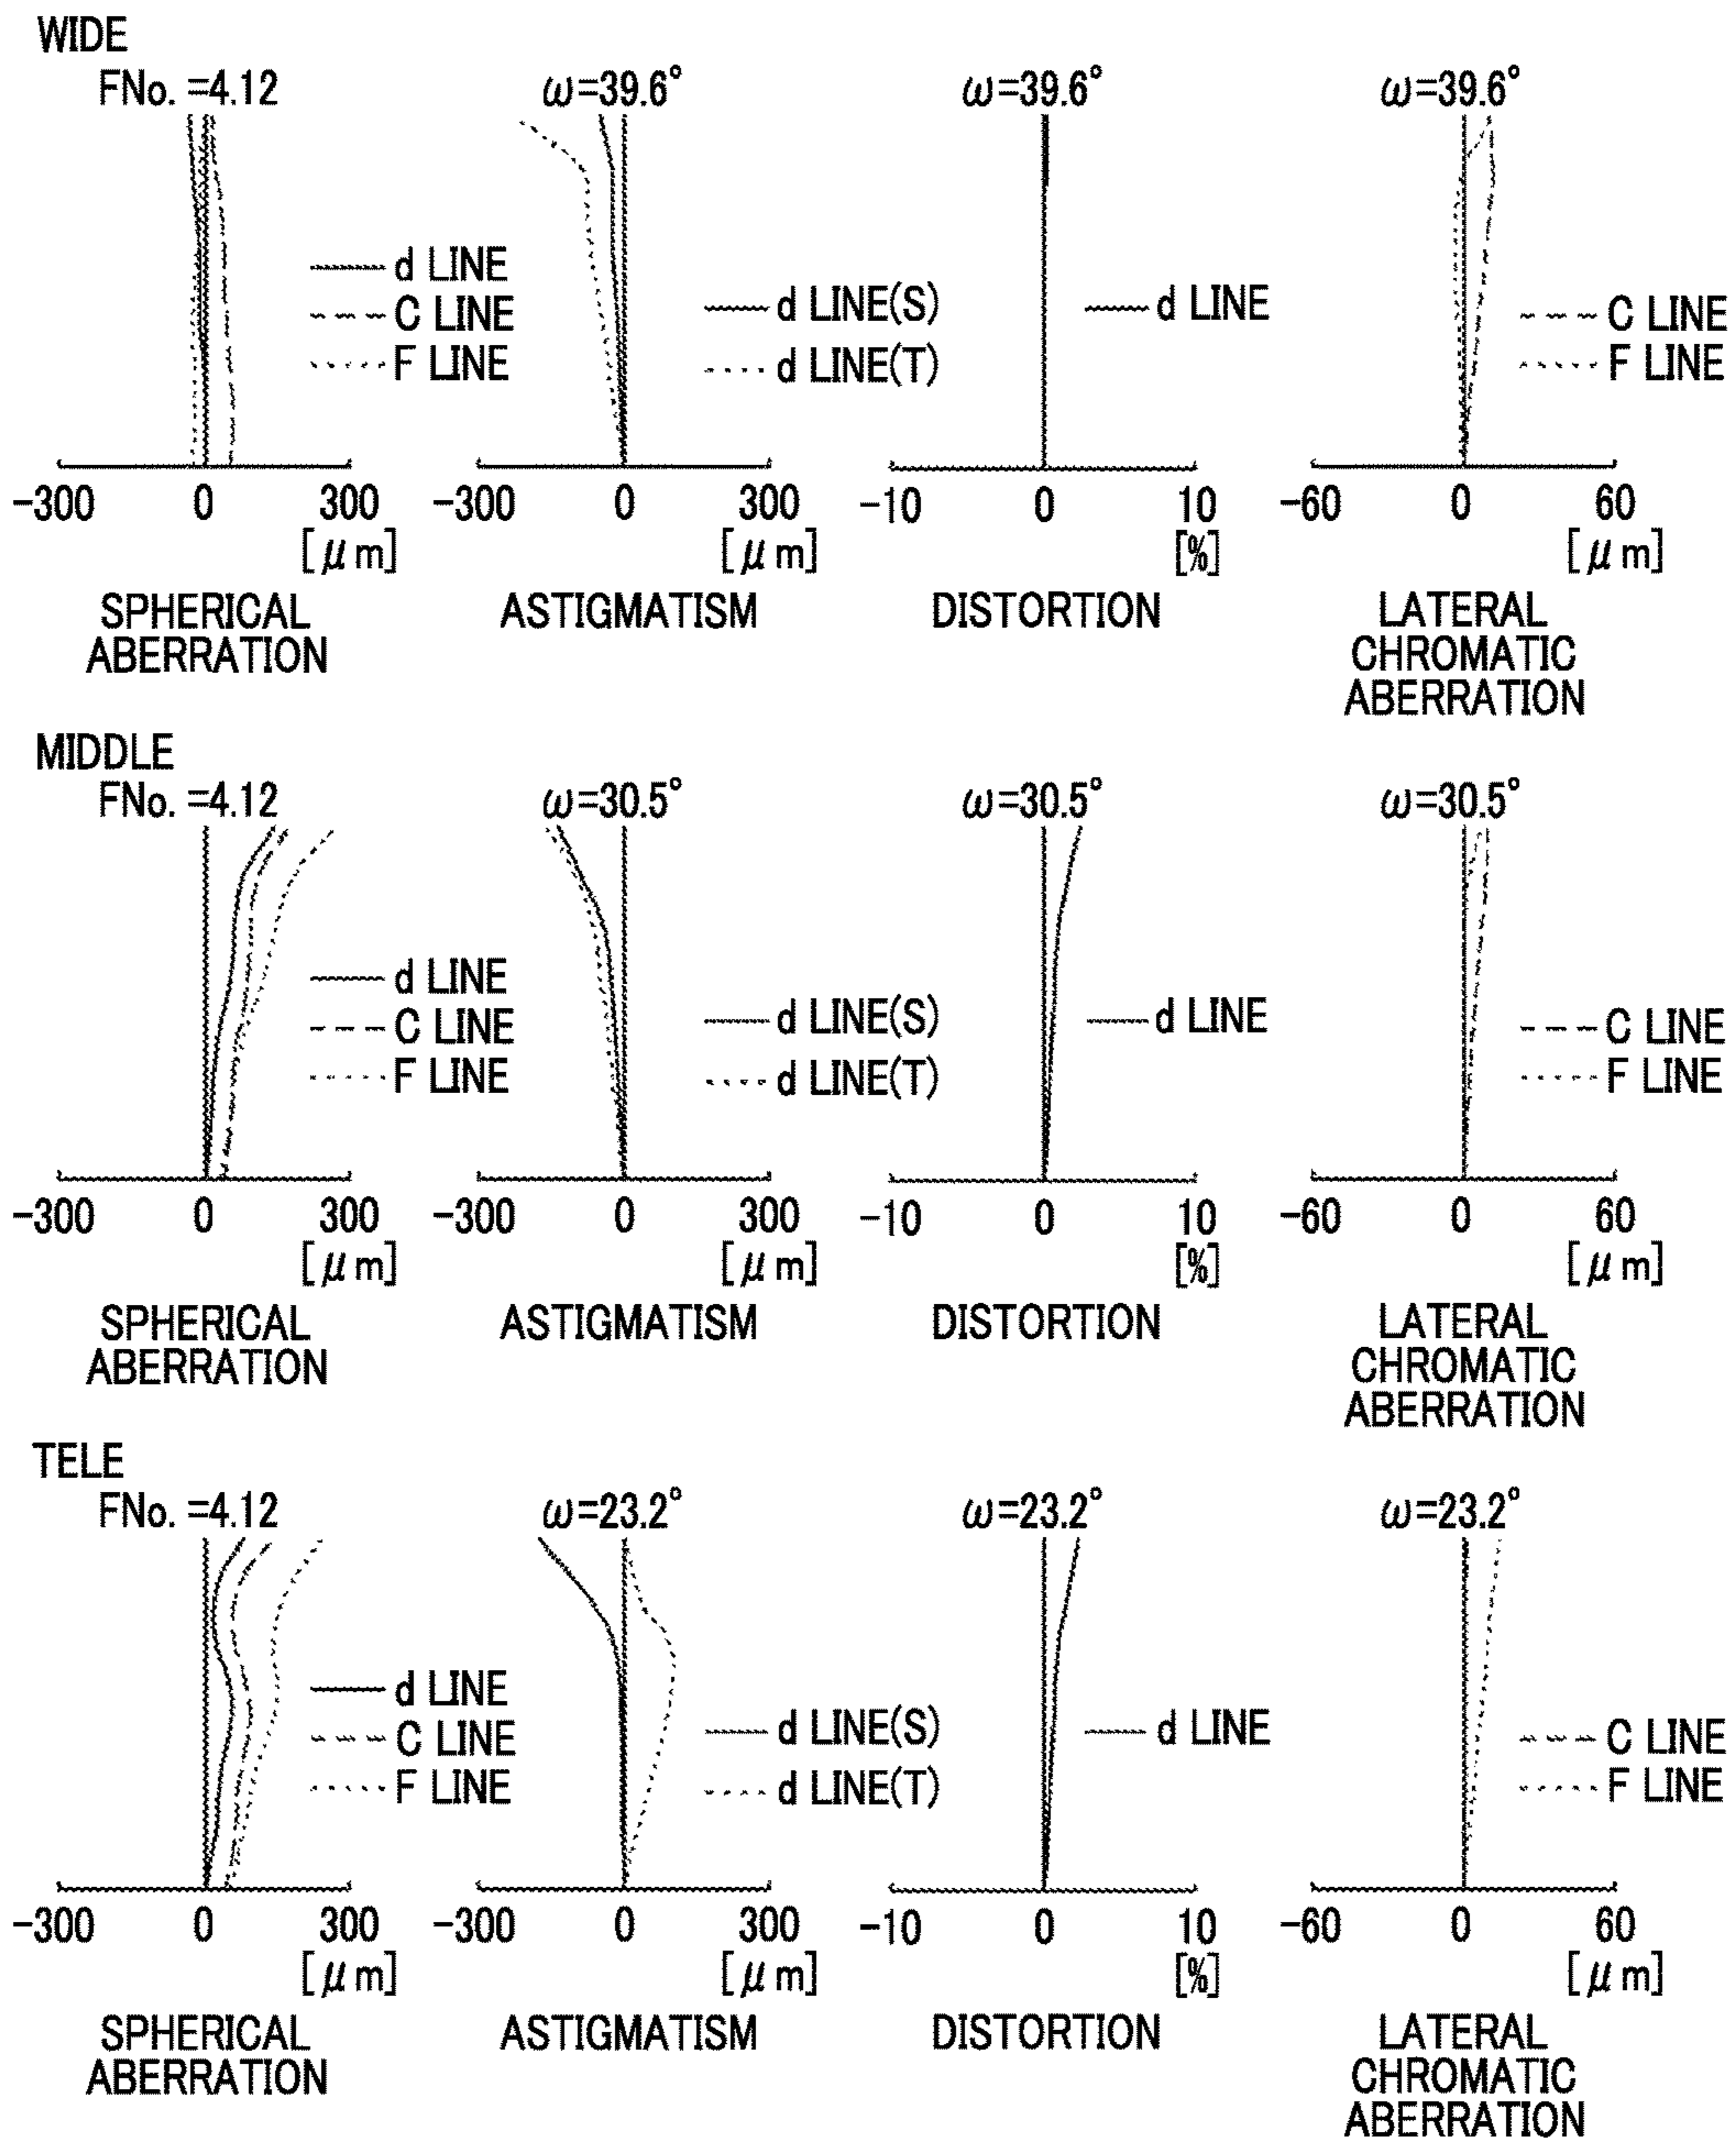 WIDE
FNo. =4.12
ω=39.6°
ω=39.6°
ω=39.6°
d LINE
C LINE
F LINE
d LINE(S)
d LINE(T)
d LINE
C LINE
F LINE
-300 0 300
[μm]
-300 0 300
[μm]
-10 0 10
[%]
-60 0 60
[μm]
SPHERICAL
ABERRATION
ASTIGMATISM
DISTORTION
LATERAL
CHROMATIC
ABERRATION
MIDDLE
FNo. =4.12
ω=30.5°
ω=30.5°
ω=30.5°
d LINE
C LINE
F LINE
d LINE(S)
d LINE(T)
d LINE
C LINE
F LINE
-300 0 300
[μm]
-300 0 300
[μm]
-10 0 10
[%]
-60 0 60
[μm]
SPHERICAL
ABERRATION
ASTIGMATISM
DISTORTION
LATERAL
CHROMATIC
ABERRATION
TELE
FNo. =4.12
ω=23.2°
ω=23.2°
ω=23.2°
d LINE
C LINE
F LINE
d LINE(S)
d LINE(T)
d LINE
C LINE
F LINE
-300 0 300
[μm]
-300 0 300
[μm]
-10 0 10
[%]
-60 0 60
[μm]
SPHERICAL
ABERRATION
ASTIGMATISM
DISTORTION
LATERAL
CHROMATIC
ABERRATION